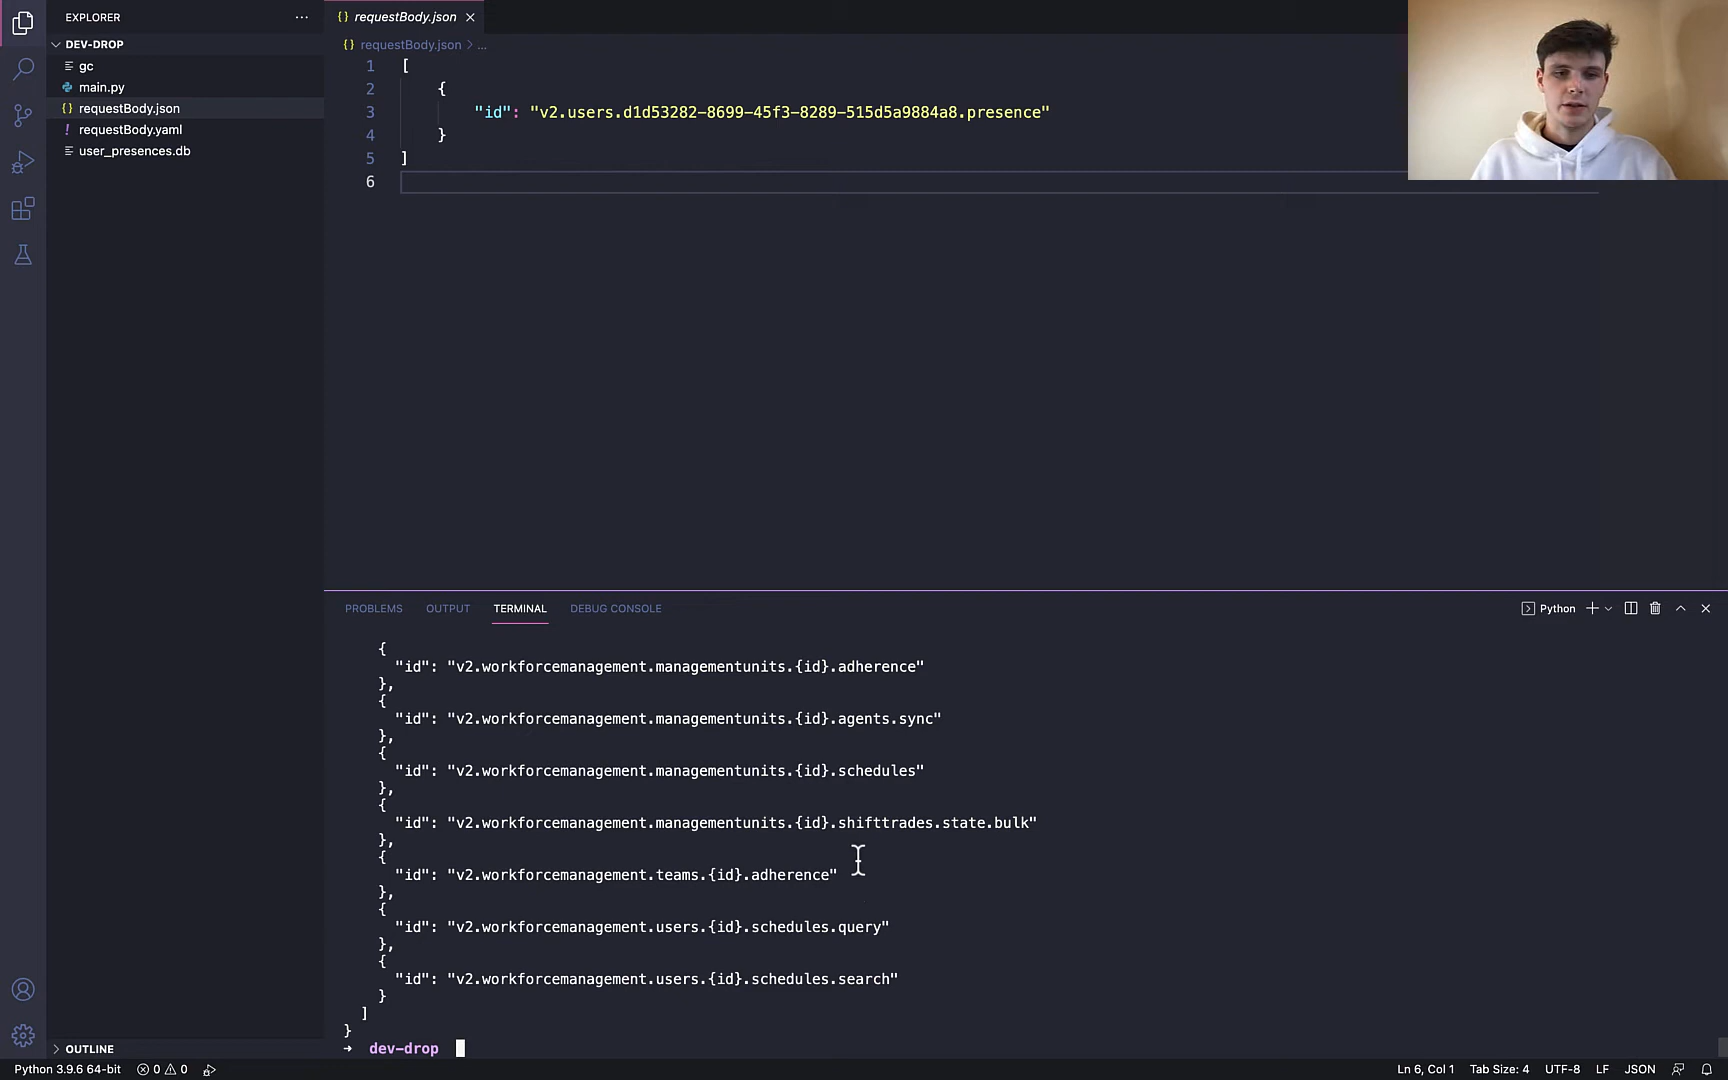 EXPLORER
DEV-DROP
gc
main.py
requestBody.json
requestBody.yaml
user_presences.db
OUTLINE
requestBody.json
requestBody.json > ...
1 [
2 {
3 "id": "v2.users.d1d53282-8699-45f3-8289-515d5a9884a8.presence"
4 }
5 ]
6
PROBLEMS OUTPUT TERMINAL DEBUG CONSOLE
Python
{
"id": "v2.workforcemanagement.managementunits.{id}.adherence"
},
{
"id": "v2.workforcemanagement.managementunits.{id}.agents.sync"
},
{
"id": "v2.workforcemanagement.managementunits.{id}.schedules"
},
{
"id": "v2.workforcemanagement.managementunits.{id}.shifttrades.state.bulk"
},
{
"id": "v2.workforcemanagement.teams.{id}.adherence"
},
{
"id": "v2.workforcemanagement.users.{id}.schedules.query"
},
{
"id": "v2.workforcemanagement.users.{id}.schedules.search"
}
]
}
➜ dev-drop
Python 3.9.6 64-bit 0 0 Ln 6, Col 1 Tab Size: 4 UTF-8 LF JSON